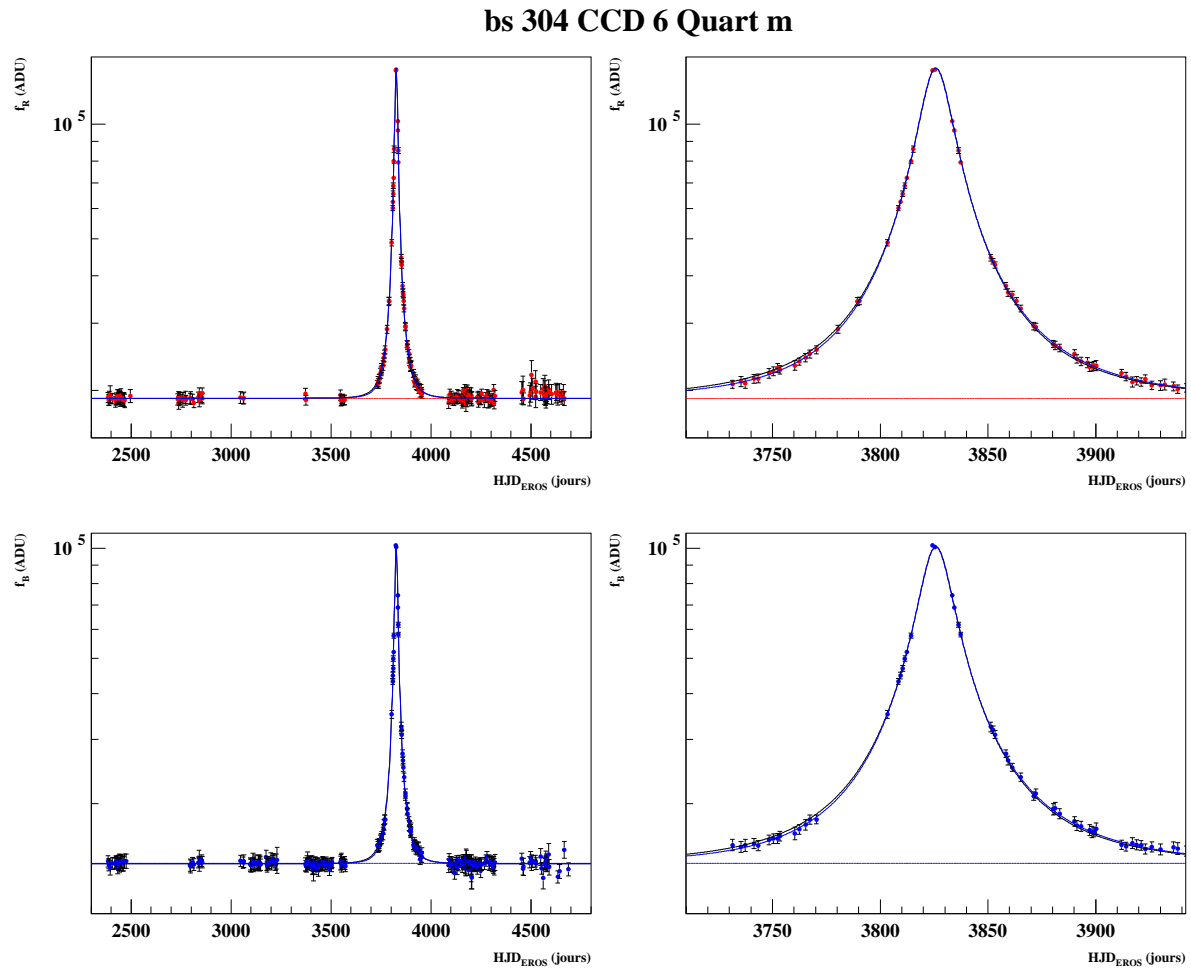 bs 304 CCD 6 Quart m
f_R (ADU)
10^5
2500 3000 3500 4000 4500
HJD_EROS (jours)
f_R (ADU)
10^5
3750 3800 3850 3900
HJD_EROS (jours)
f_B (ADU)
10^5
2500 3000 3500 4000 4500
HJD_EROS (jours)
f_B (ADU)
10^5
3750 3800 3850 3900
HJD_EROS (jours)